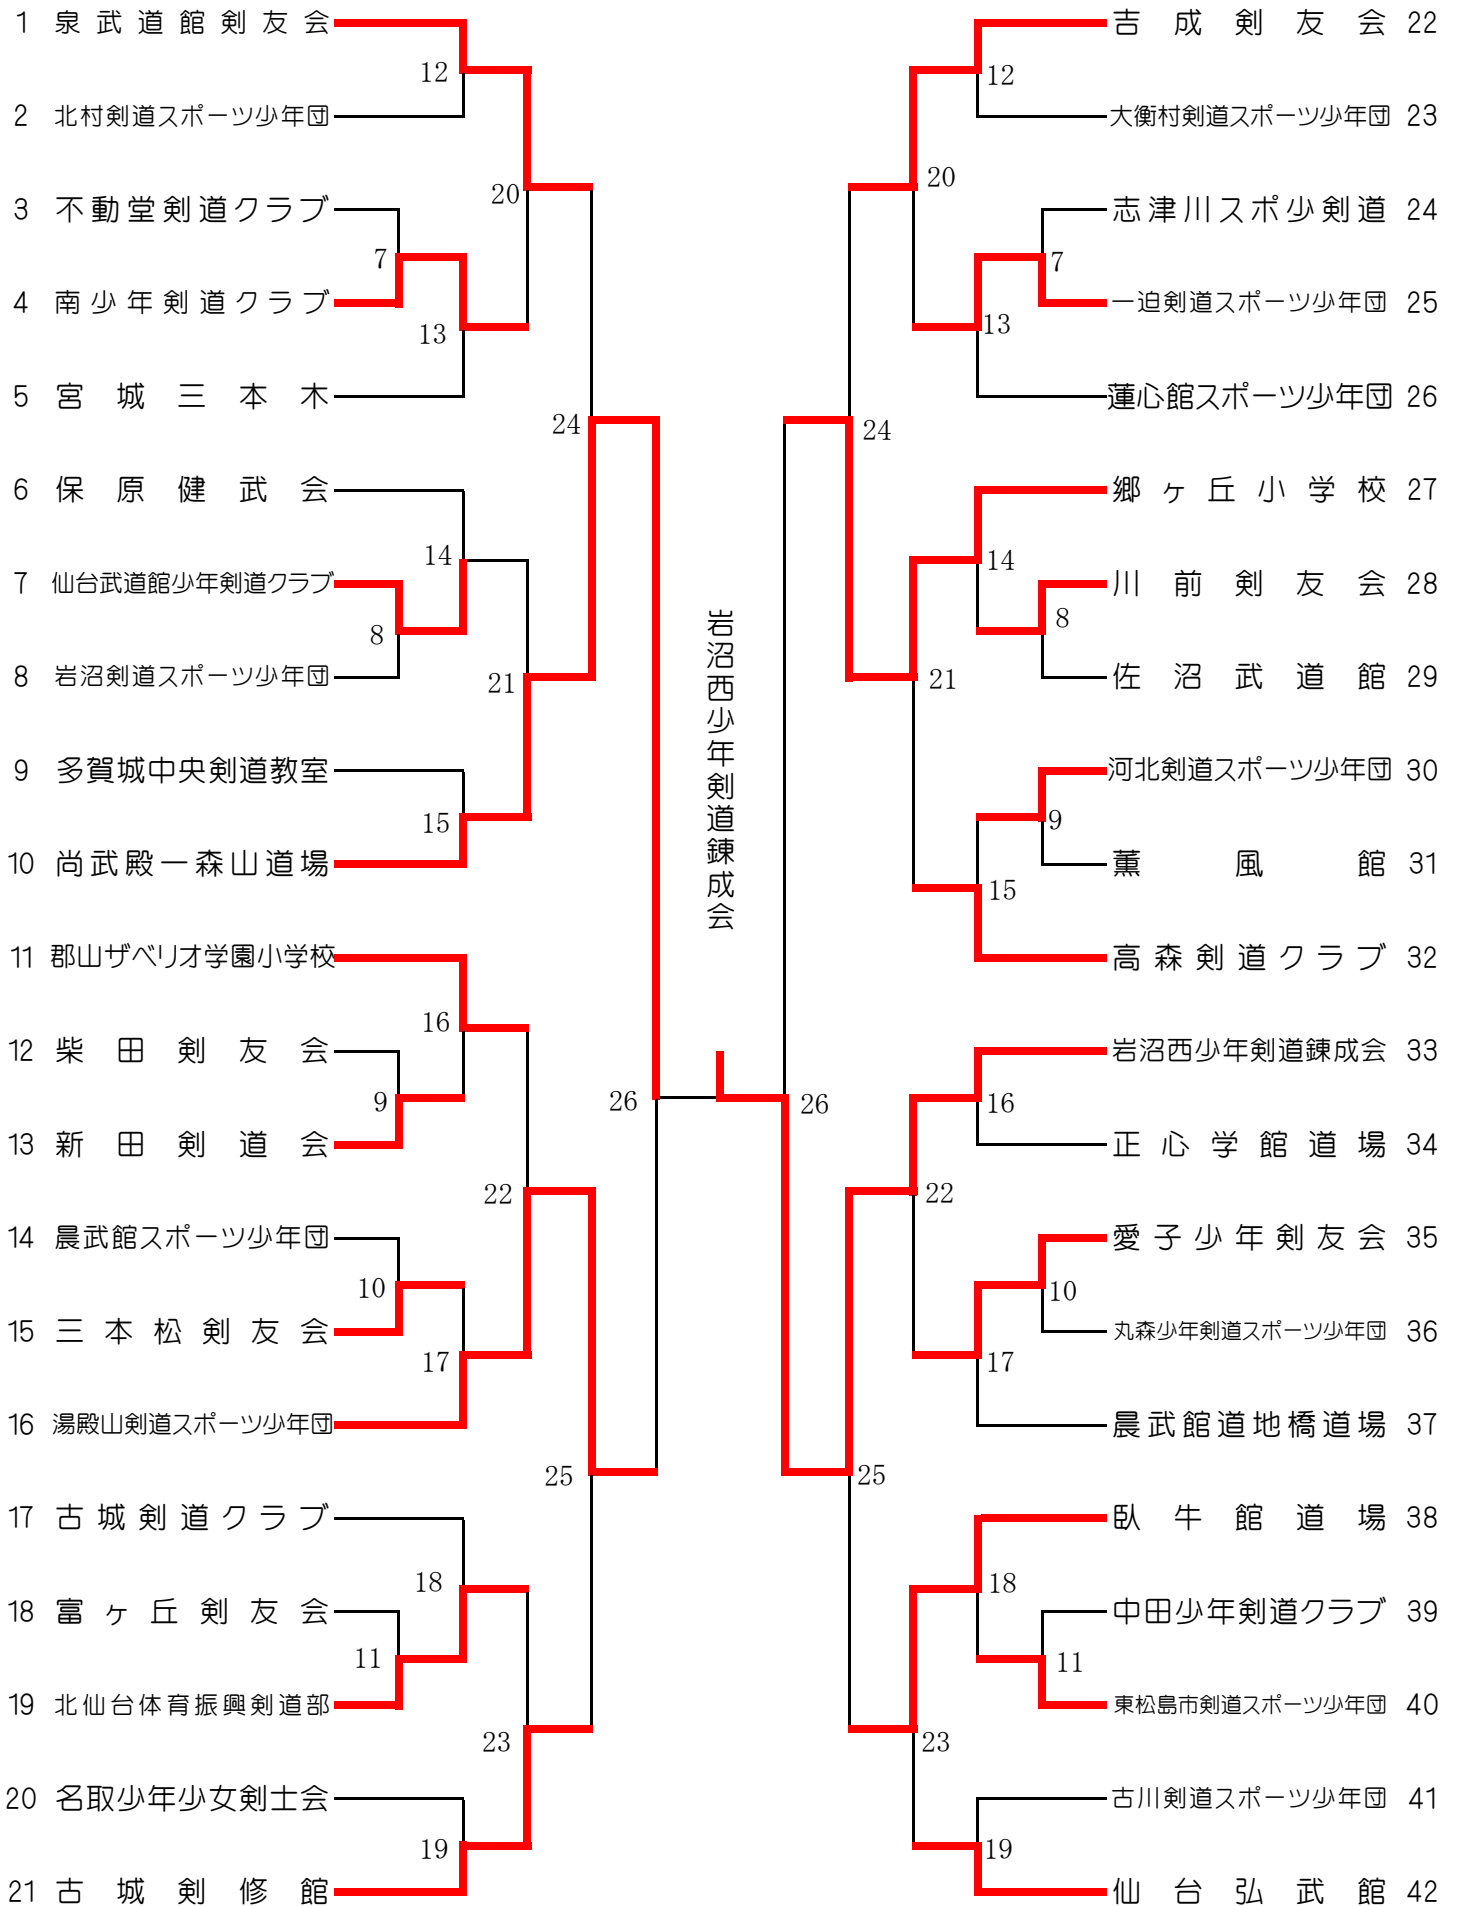 1 泉武道館剣友会
12
2 北村剣道スポーツ少年団
20
3 不動堂剣道クラブ
7
4 南少年剣道クラブ
13
5 宮城三本木
24
6 保原健武会
14
7 仙台武道館少年剣道クラブ
8
8 岩沼剣道スポーツ少年団
21
9 多賀城中央剣道教室
15
10 尚武殿一森山道場
11 郡山ザベリオ学園小学校
16
12 柴田剣友会
9
13 新田剣道会
26
22
14 晨武館スポーツ少年団
10
15 三本松剣友会
17
16 湯殿山剣道スポーツ少年団
25
17 古城剣道クラブ
18
18 富ヶ丘剣友会
11
19 北仙台体育振興剣道部
23
20 名取少年少女剣士会
19
21 古城剣修館
岩沼西少年剣道錬成会
吉成剣友会 22
12
大衡村剣道スポーツ少年団 23
20
志津川スポ少剣道 24
7
一迫剣道スポーツ少年団 25
13
蓮心館スポーツ少年団 26
24
郷ヶ丘小学校 27
14
川前剣友会 28
8
佐沼武道館 29
21
河北剣道スポーツ少年団 30
9
薫風館 31
15
高森剣道クラブ 32
岩沼西少年剣道錬成会 33
16
26
正心学館道場 34
22
愛子少年剣友会 35
10
丸森少年剣道スポーツ少年団 36
17
晨武館道地橋道場 37
25
臥牛館道場 38
18
中田少年剣道クラブ 39
11
東松島市剣道スポーツ少年団 40
23
古川剣道スポーツ少年団 41
19
仙台弘武館 42